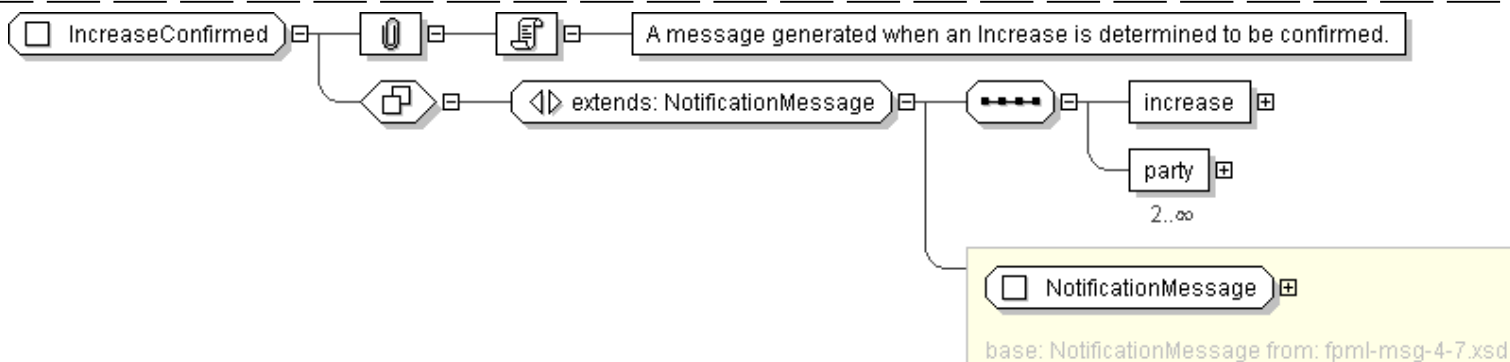 IncreaseConfirmed
A message generated when an Increase is determined to be confirmed.
extends: NotificationMessage
increase
party
2..∞
NotificationMessage
base: NotificationMessage from: fpml-msg-4-7.xsd